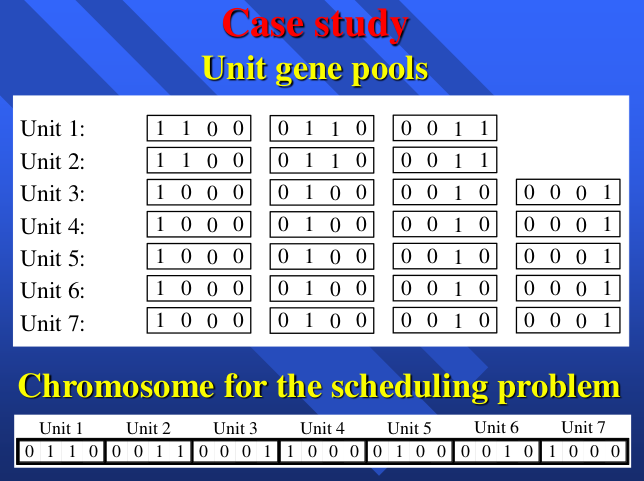 Case study
Unit gene pools
Unit 1: 1 1 0 0 0 1 1 0 0 0 1 1
Unit 2: 1 1 0 0 0 1 1 0 0 0 1 1
Unit 3: 1 0 0 0 0 1 0 0 0 0 1 0 0 0 0 1
Unit 4: 1 0 0 0 0 1 0 0 0 0 1 0 0 0 0 1
Unit 5: 1 0 0 0 0 1 0 0 0 0 1 0 0 0 0 1
Unit 6: 1 0 0 0 0 1 0 0 0 0 1 0 0 0 0 1
Unit 7: 1 0 0 0 0 1 0 0 0 0 1 0 0 0 0 1
Chromosome for the scheduling problem
Unit 1 Unit 2 Unit 3 Unit 4 Unit 5 Unit 6 Unit 7
0 1 1 0 0 0 1 1 0 0 0 1 1 0 0 0 0 1 0 0 0 0 1 0 1 0 0 0